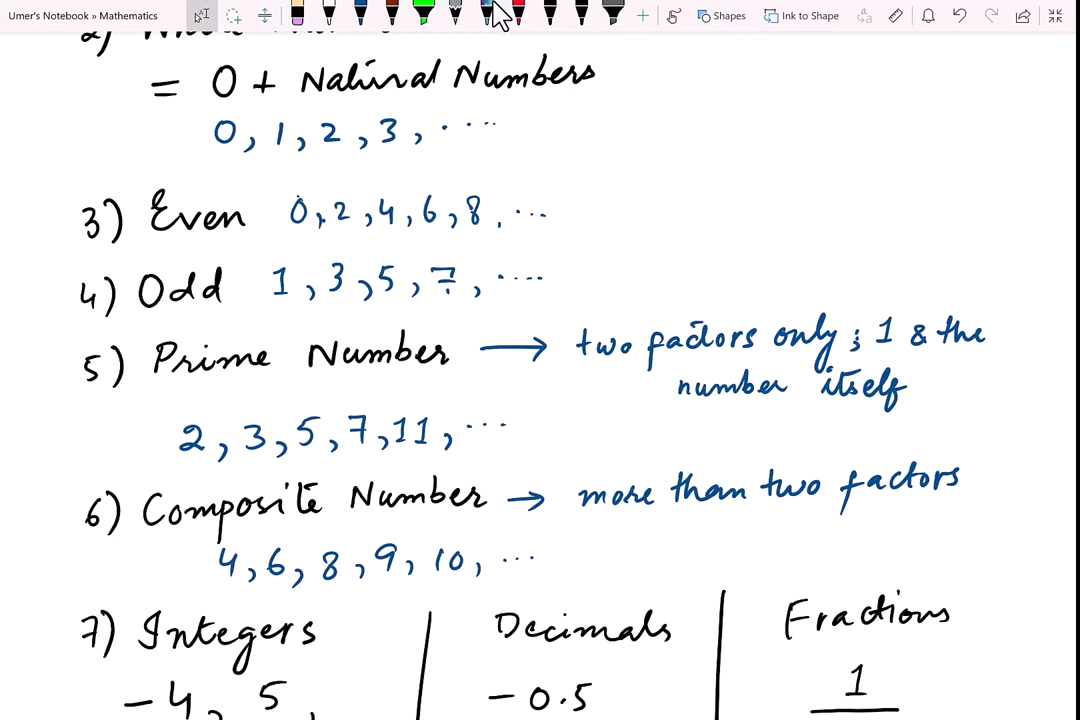 Umer's Notebook » Mathematics
Shapes
Ink to Shape
2)
= 0 + Natural Numbers
0, 1, 2, 3, ....
3) Even 0, 2, 4, 6, 8, ...
4) Odd 1, 3, 5, 7, ....
5) Prime Number → two factors only; 1 & the
number itself
2, 3, 5, 7, 11, ...
6) Composite Number → more than two factors
4, 6, 8, 9, 10, ...
7) Integers | Decimals | Fractions
-4, 5, | -0.5 | 1